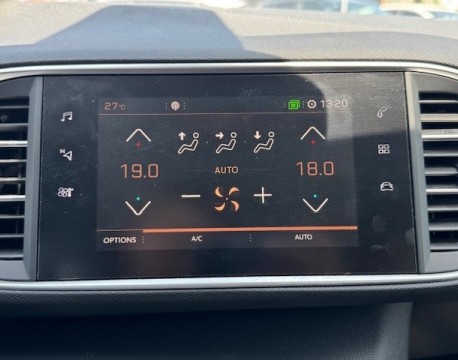 27°C 13:20
19.0 AUTO 18.0
OPTIONS A/C AUTO
N